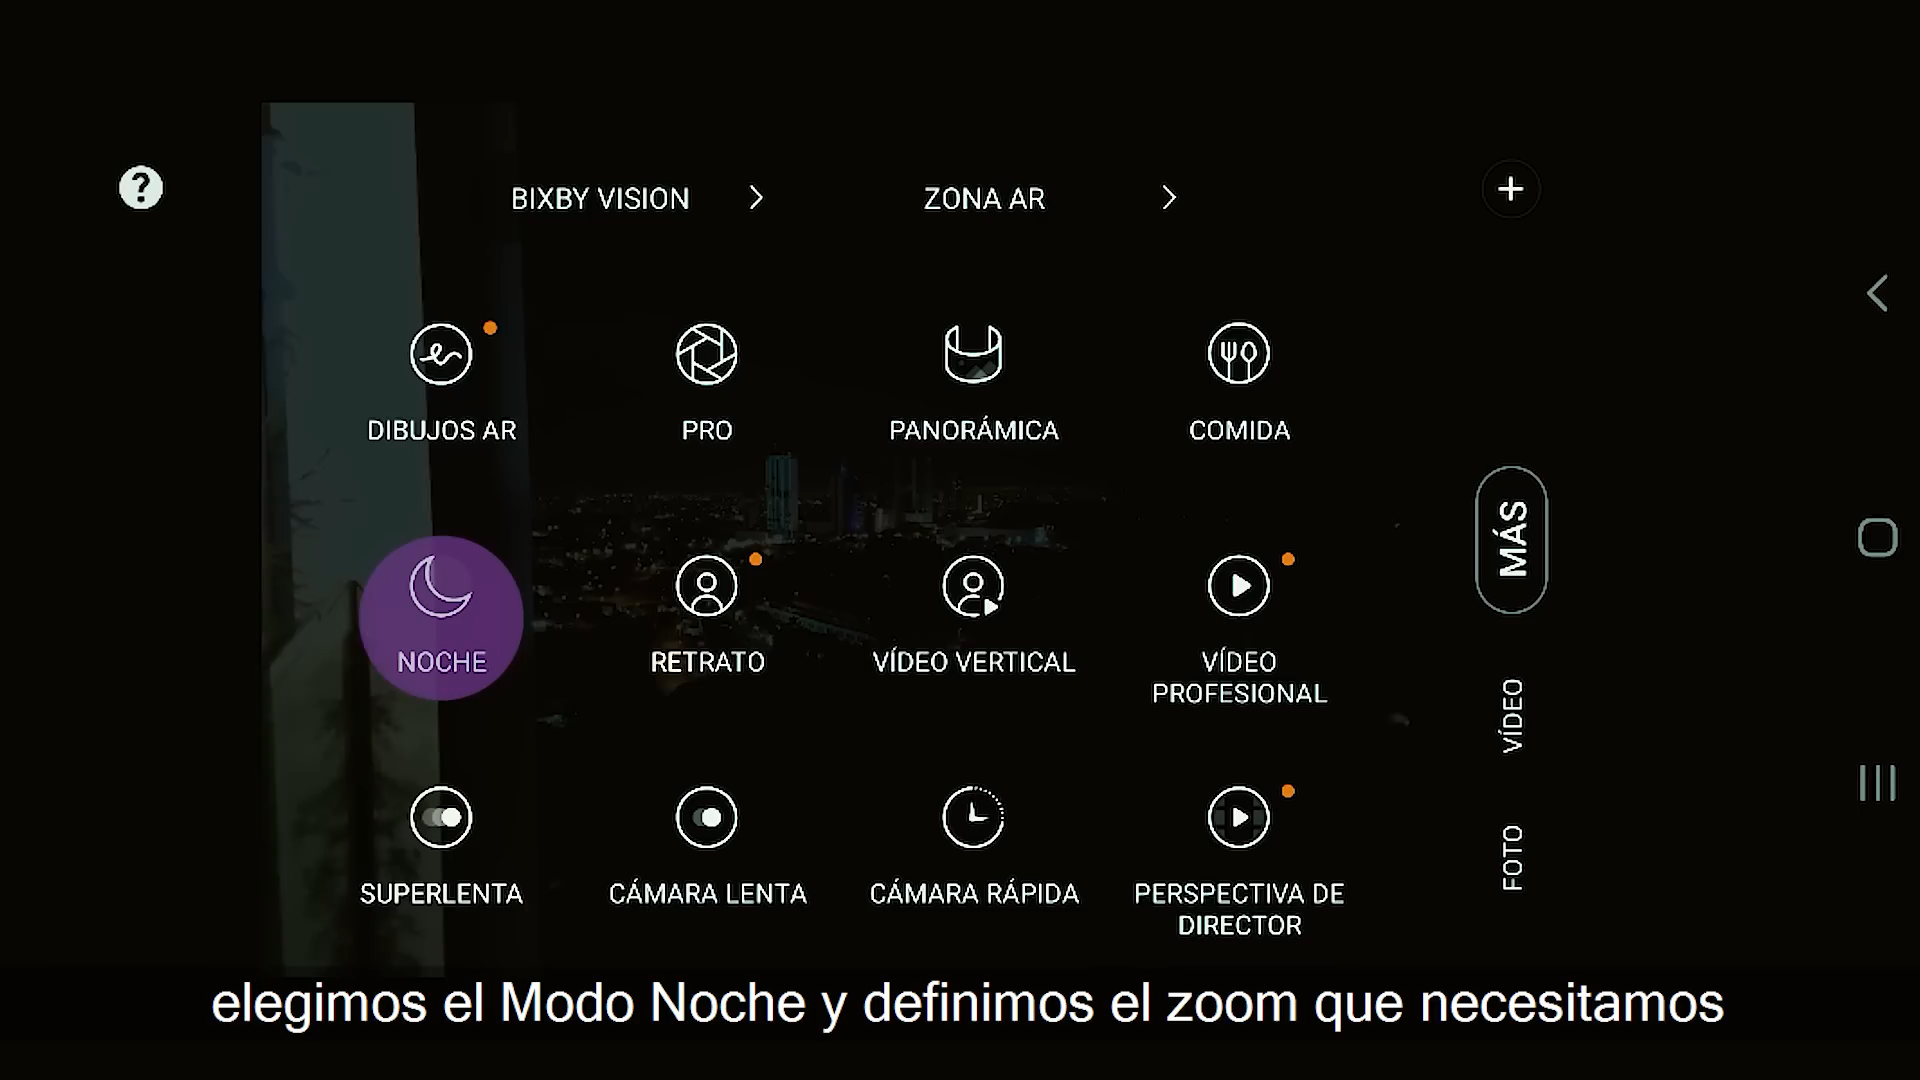 BIXBY VISION
ZONA AR
DIBUJOS AR
PRO
PANORÁMICA
COMIDA
NOCHE
RETRATO
VÍDEO VERTICAL
VÍDEO
PROFESIONAL
SUPERLENTA
CÁMARA LENTA
CÁMARA RÁPIDA
PERSPECTIVA DE
DIRECTOR
MÁS
VÍDEO
FOTO
elegimos el Modo Noche y definimos el zoom que necesitamos